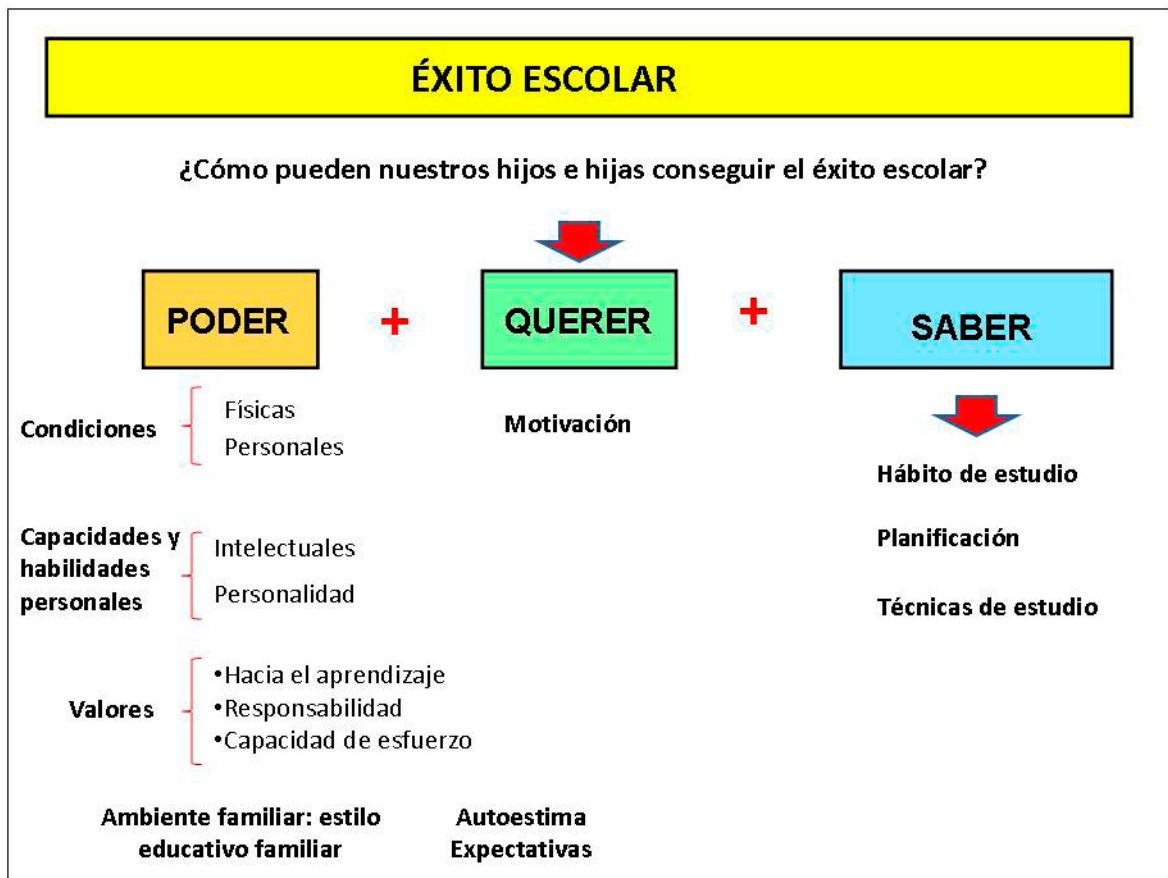 ÉXITO ESCOLAR
¿Cómo pueden nuestros hijos e hijas conseguir el éxito escolar?
PODER + QUERER + SABER
Condiciones
Físicas
Personales
Capacidades y
habilidades
personales
Intelectuales
Personalidad
Valores
•Hacia el aprendizaje
•Responsabilidad
•Capacidad de esfuerzo
Ambiente familiar: estilo
educativo familiar
Motivación
Autoestima
Expectativas
Hábito de estudio
Planificación
Técnicas de estudio